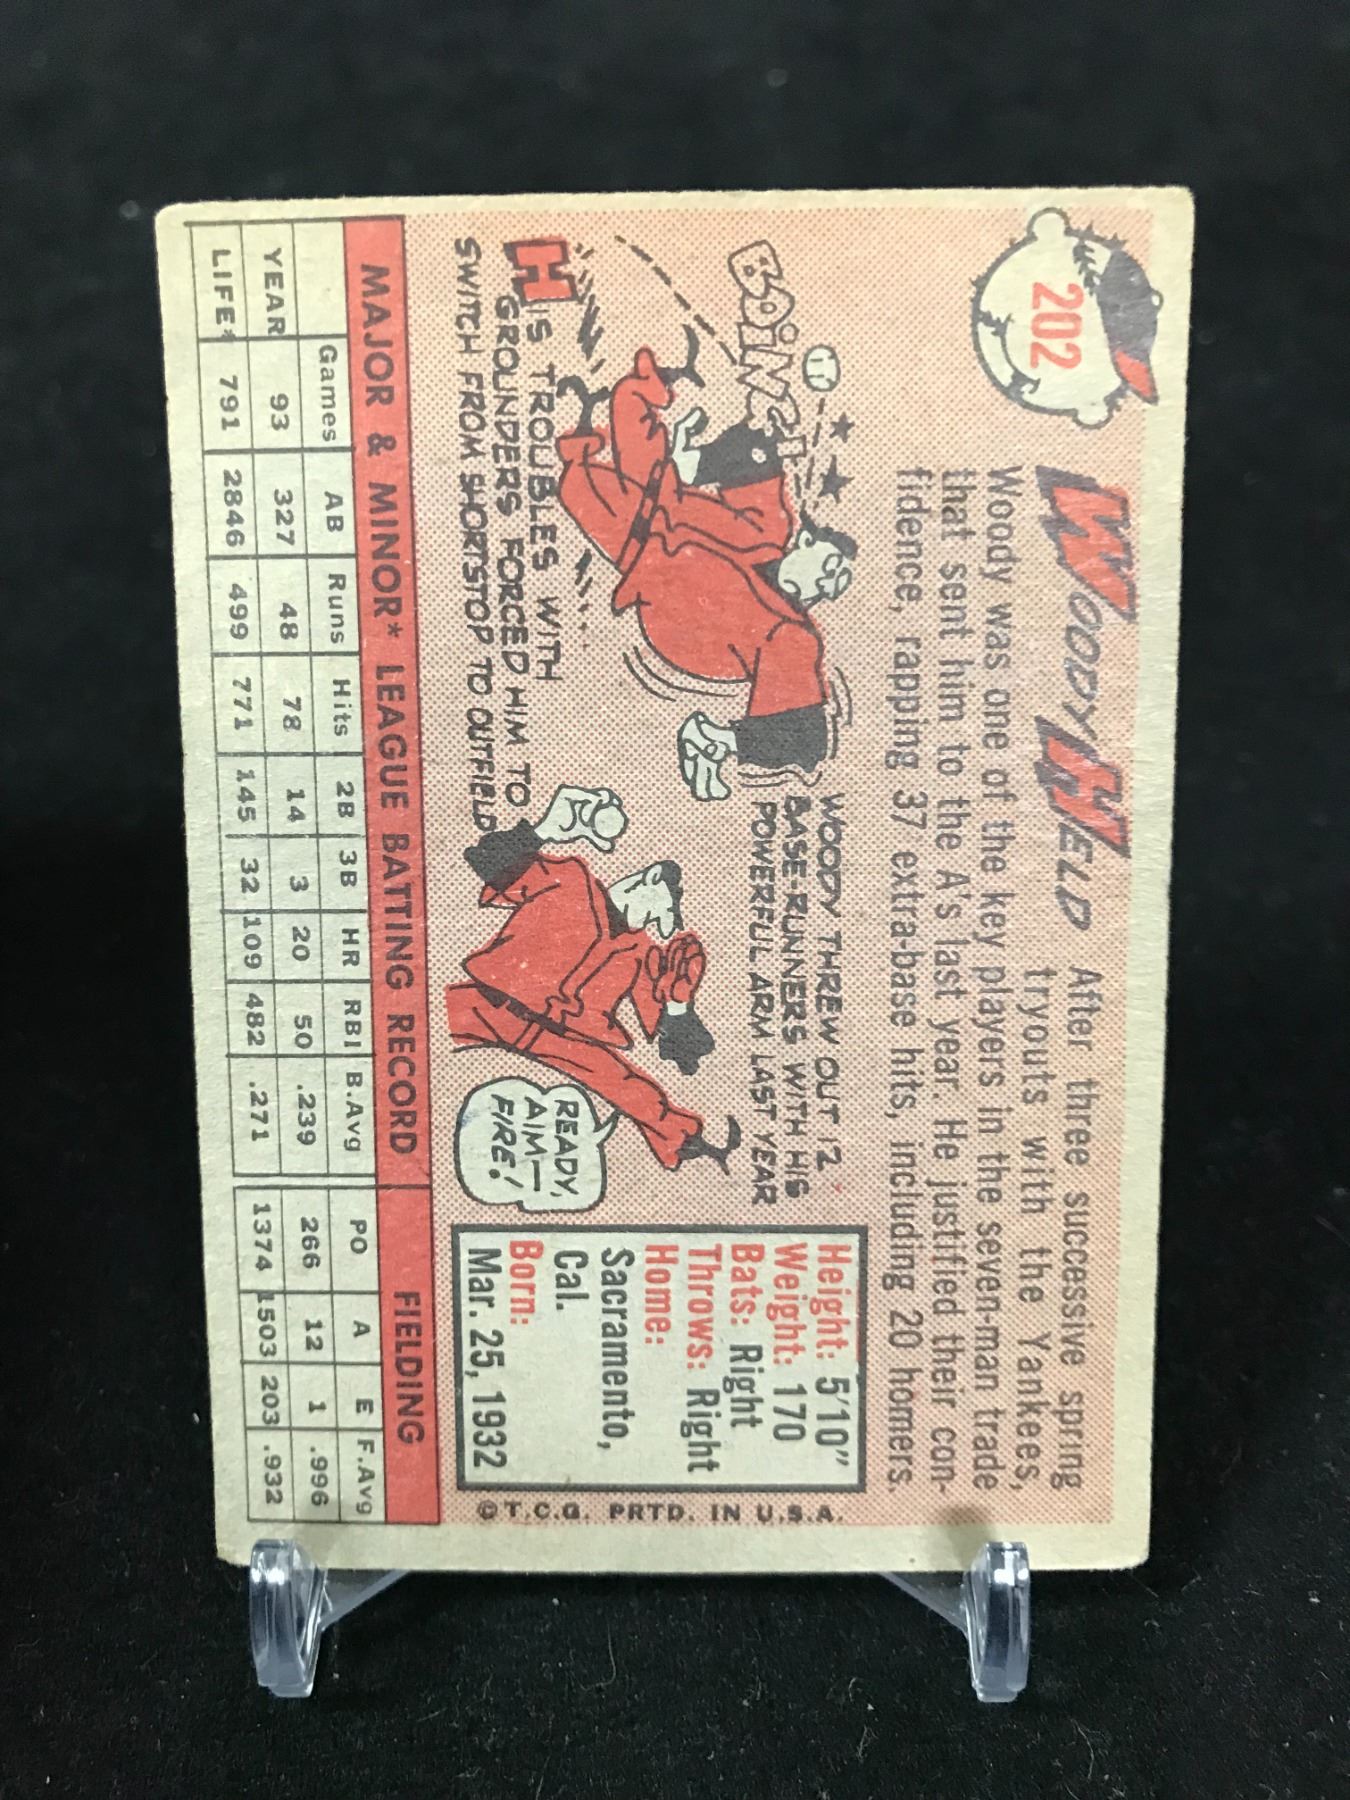 202
WOODY HELD After three successive spring
tryouts with the Yankees,
Woody was one of the key players in the seven-man trade
that sent him to the A's last year. He justified their con-
fidence, rapping 37 extra-base hits, including 20 homers.
BOING!
HIS TROUBLES WITH
GROUNDERS FORCED HIM TO
SWITCH FROM SHORTSTOP TO OUTFIELD
WOODY THREW OUT 12
BASE-RUNNERS WITH HIS
POWERFUL ARM LAST YEAR
READY,
AIM—
FIRE!
Height: 5'10"
Weight: 170
Bats: Right
Throws: Right
Home:
Sacramento,
Cal.
Born:
Mar. 25, 1932
©T.C.G. PRTD. IN U.S.A.
MAJOR & MINOR* LEAGUE BATTING RECORD FIELDING
Games AB Runs Hits 2B 3B HR RBI B.Avg PO A E F.Avg
YEAR 93 327 48 78 14 3 20 50 .239 266 12 1 .996
LIFE* 791 2846 499 771 145 32 109 482 .271 1374 1503 203 .932